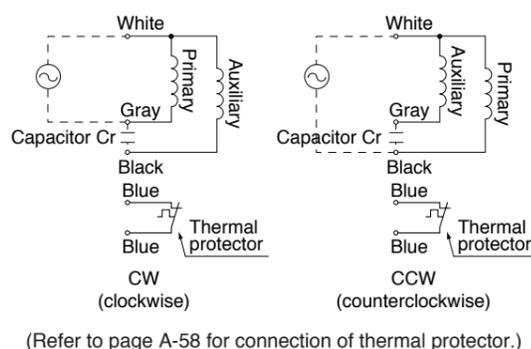 White
Primary
Auxiliary
Gray
Capacitor Cr
Black
Blue
Thermal
protector
Blue
CW
(clockwise)
White
Auxiliary
Primary
Gray
Capacitor Cr
Black
Blue
Thermal
protector
Blue
CCW
(counterclockwise)
(Refer to page A-58 for connection of thermal protector.)